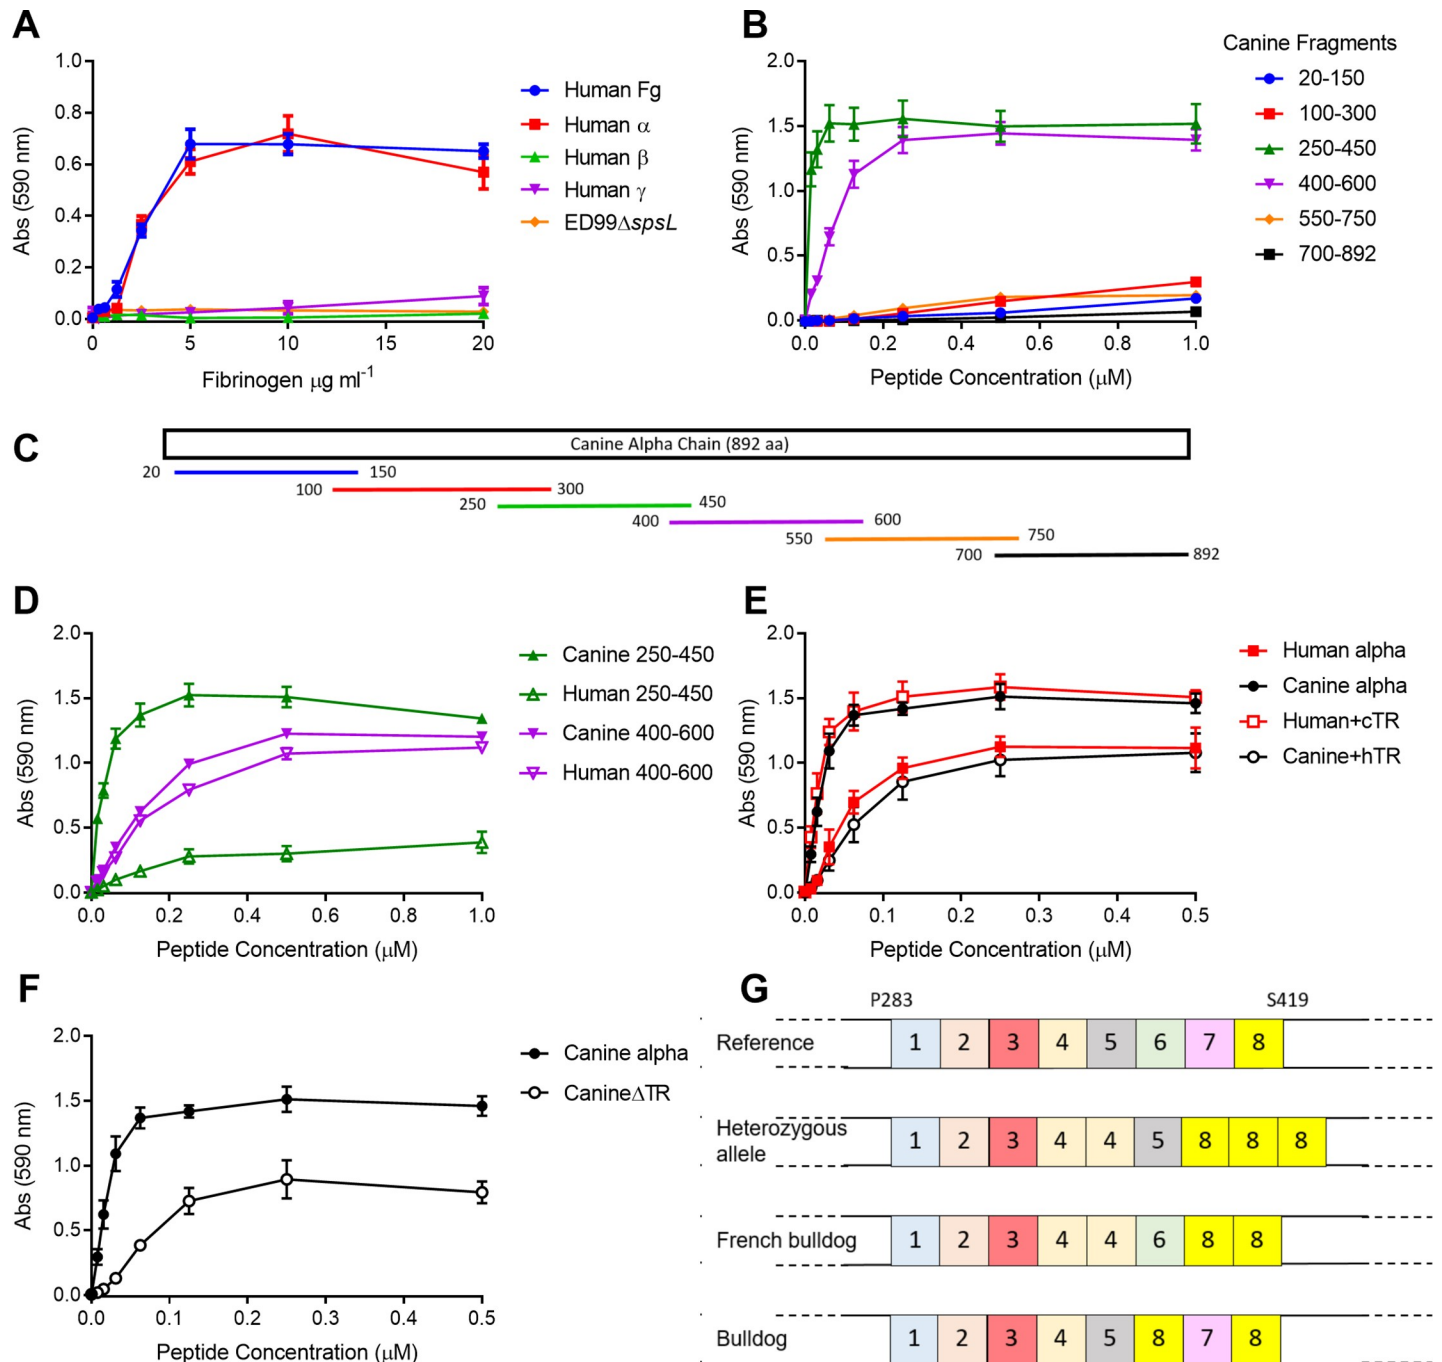 A
Abs (590 nm)
1.0
0.8
0.6
0.4
0.2
0.0
0
5
10
15
20
Fibrinogen μg ml-1
Human Fg
Human α
Human β
Human γ
ED99ΔspsL
B
Canine Fragments
Abs (590 nm)
2.0
1.5
1.0
0.5
0.0
0.0
0.2
0.4
0.6
0.8
1.0
Peptide Concentration (μM)
20-150
100-300
250-450
400-600
550-750
700-892
C
Canine Alpha Chain (892 aa)
20 150
100 300
250 450
400 600
550 750
700 892
D
Abs (590 nm)
2.0
1.5
1.0
0.5
0.0
0.0
0.2
0.4
0.6
0.8
1.0
Peptide Concentration (μM)
Canine 250-450
Human 250-450
Canine 400-600
Human 400-600
E
Abs (590 nm)
2.0
1.5
1.0
0.5
0.0
0.0
0.1
0.2
0.3
0.4
0.5
Peptide Concentration (μM)
Human alpha
Canine alpha
Human+cTR
Canine+hTR
F
Abs (590 nm)
2.0
1.5
1.0
0.5
0.0
0.0
0.1
0.2
0.3
0.4
0.5
Peptide Concentration (μM)
Canine alpha
CanineΔTR
G
P283 S419
Reference 1 2 3 4 5 6 7 8
Heterozygous
allele
1 2 3 4 4 5 8 8 8
French bulldog 1 2 3 4 4 6 8 8
Bulldog 1 2 3 4 5 8 7 8